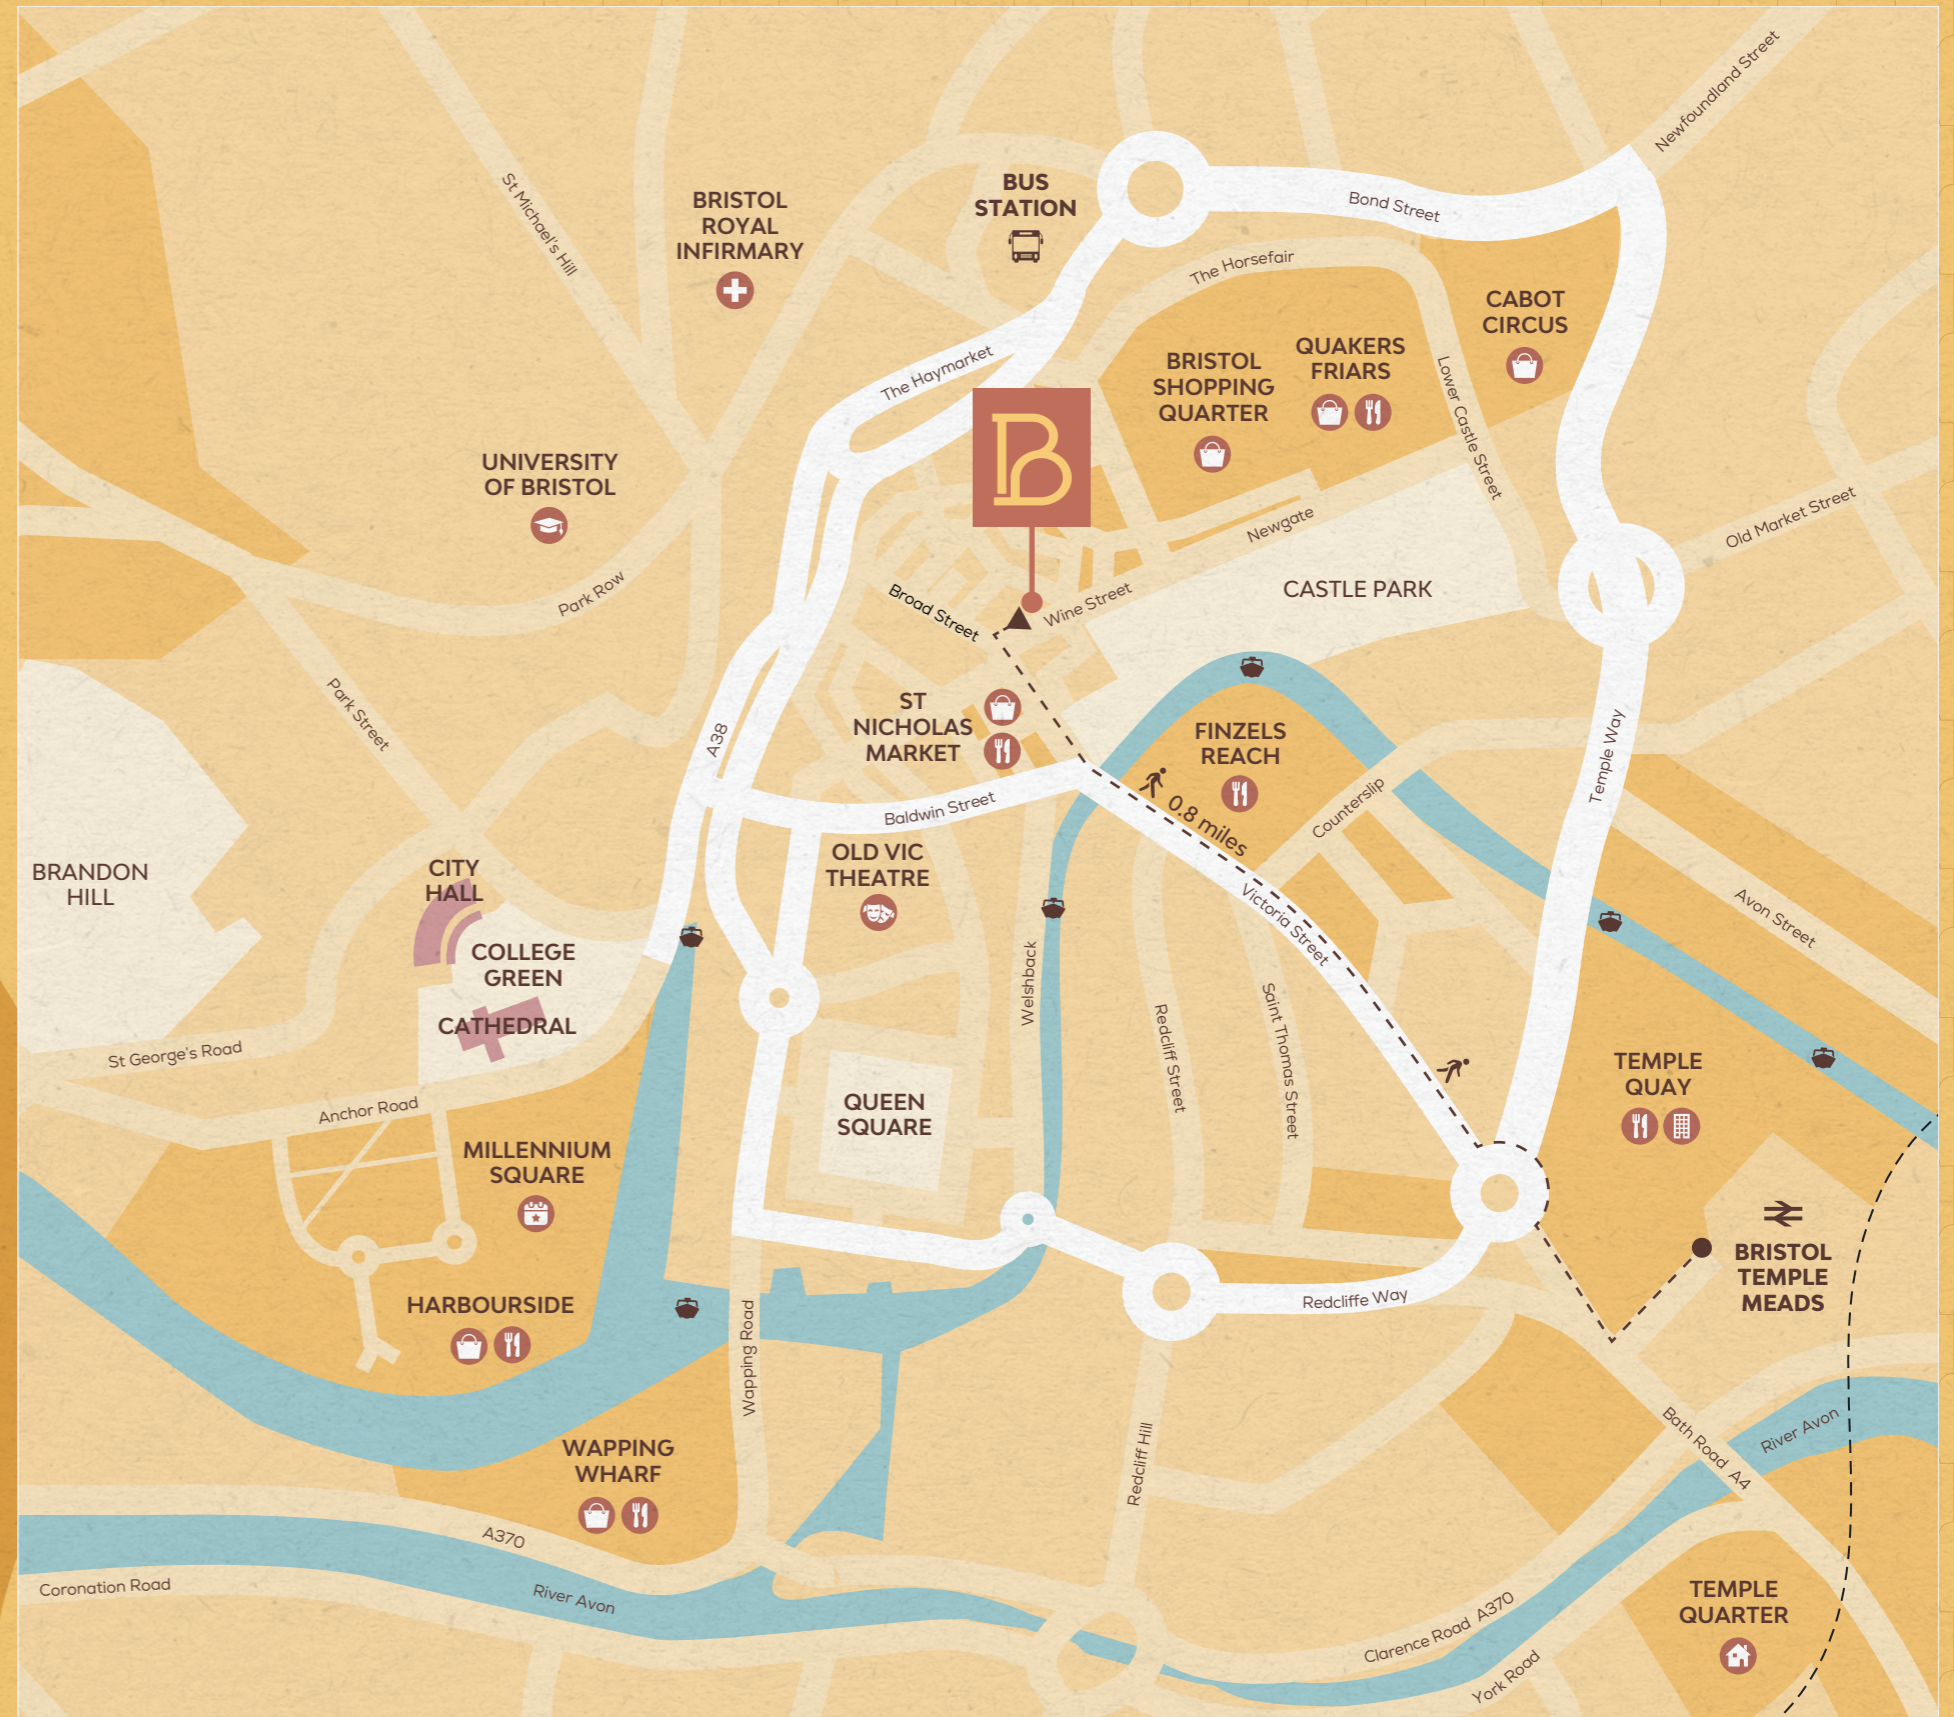 Newfoundland Street
BUS
STATION
Bond Street
BRISTOL
ROYAL
INFIRMARY
St Michael's Hill
The Horsefair
CABOT
CIRCUS
The Haymarket
BRISTOL
SHOPPING
QUARTER
QUAKERS
FRIARS
Lower Castle Street
B
UNIVERSITY
OF BRISTOL
Newgate
Old Market Street
Park Row
Broad Street
Wine Street
CASTLE PARK
Park Street
A38
ST
NICHOLAS
MARKET
FINZELS
REACH
Temple Way
Baldwin Street
0.8 miles
Counterslip
BRANDON
HILL
CITY
HALL
OLD VIC
THEATRE
Victoria Street
Avon Street
COLLEGE
GREEN
CATHEDRAL
Welshback
Redcliff Street
Saint Thomas Street
St George's Road
Anchor Road
QUEEN
SQUARE
TEMPLE
QUAY
MILLENNIUM
SQUARE
BRISTOL
TEMPLE
MEADS
HARBOURSIDE
Wapping Road
Redcliffe Way
WAPPING
WHARF
Redcliff Hill
Bath Road A4
River Avon
A370
Coronation Road
River Avon
Clarence Road A370
York Road
TEMPLE
QUARTER